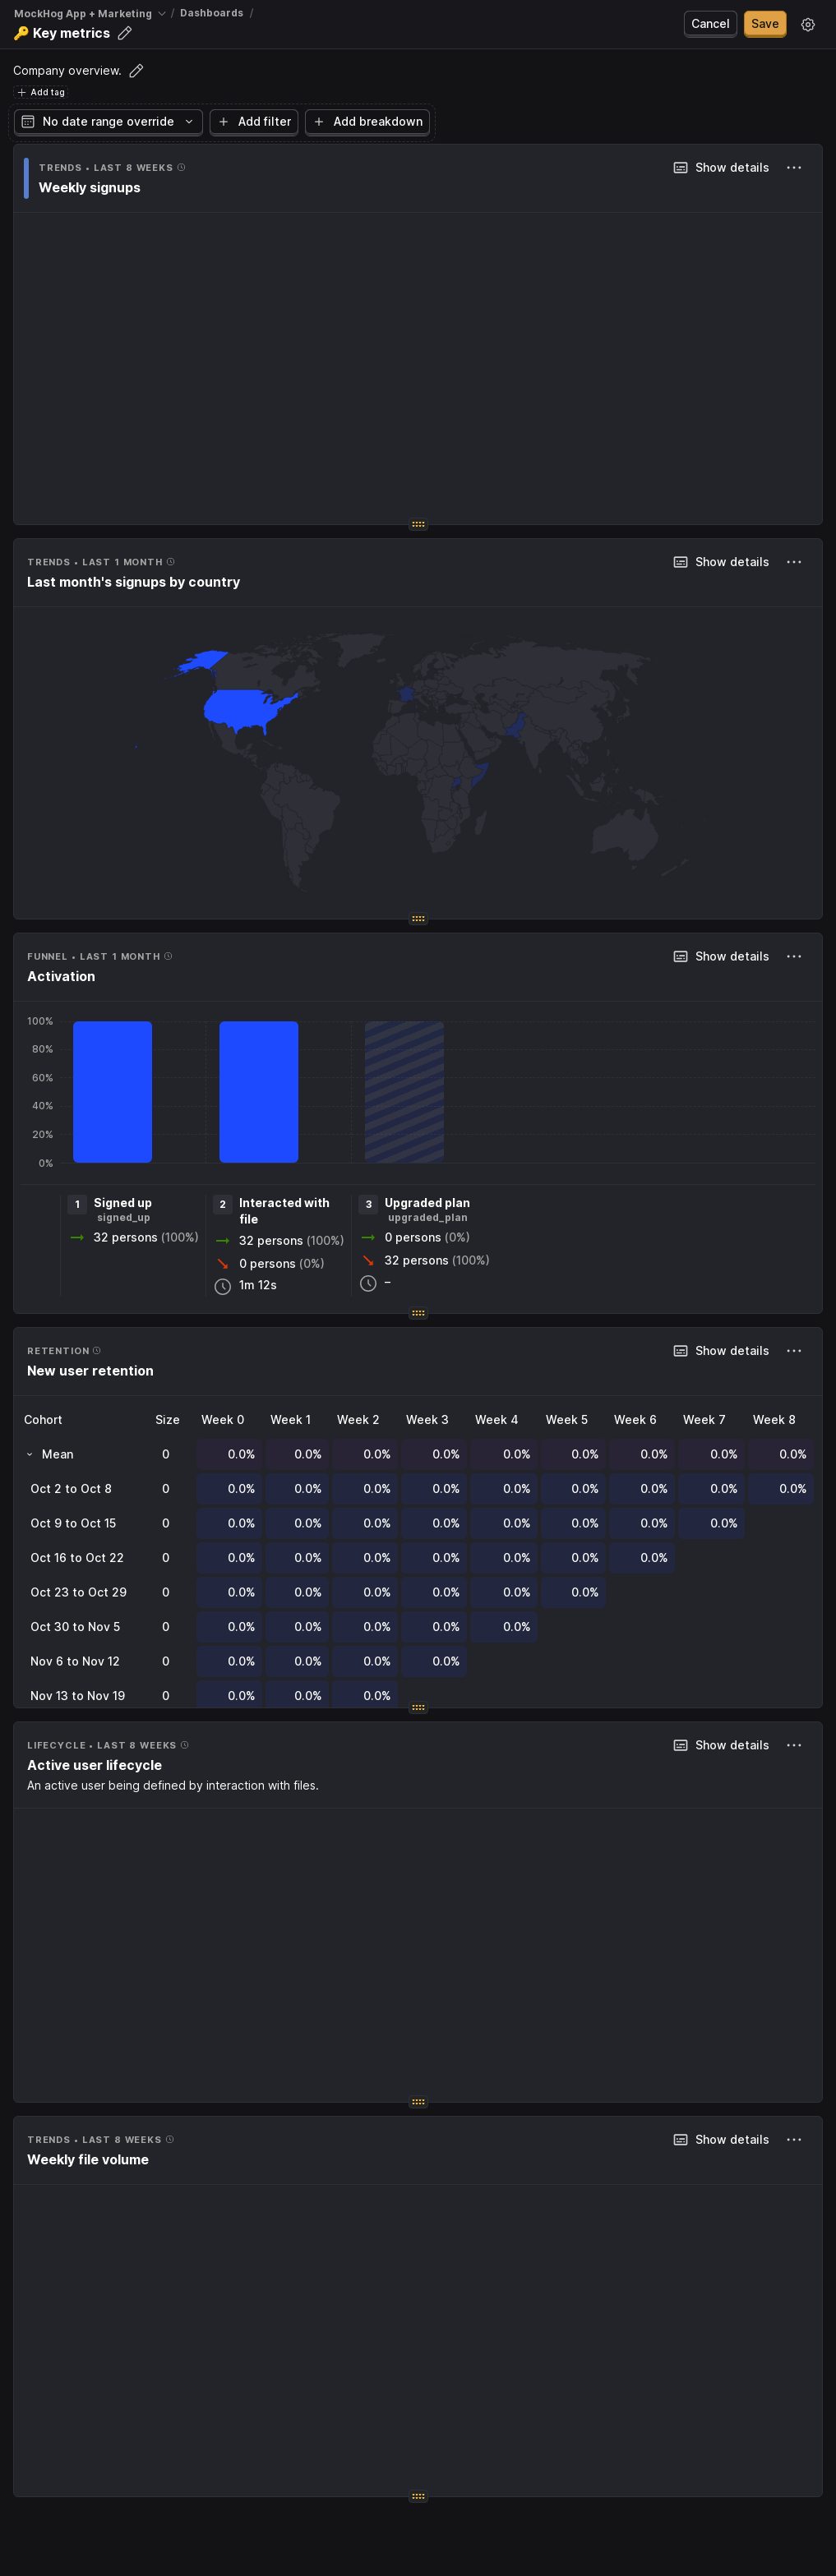 MockHog App + Marketing / Dashboards /
🔑 Key metrics
Cancel
Save
Company overview.
Add tag
No date range override
Add filter
Add breakdown
TRENDS • LAST 8 WEEKS
Show details
Weekly signups
TRENDS • LAST 1 MONTH
Show details
Last month's signups by country
FUNNEL • LAST 1 MONTH
Show details
Activation
100%
80%
60%
40%
20%
0%
1 Signed up
signed_up
32 persons (100%)
2 Interacted with
file
32 persons (100%)
0 persons (0%)
1m 12s
3 Upgraded plan
upgraded_plan
0 persons (0%)
32 persons (100%)
–
RETENTION
Show details
New user retention
Cohort Size Week 0 Week 1 Week 2 Week 3 Week 4 Week 5 Week 6 Week 7 Week 8
Mean 0 0.0% 0.0% 0.0% 0.0% 0.0% 0.0% 0.0% 0.0% 0.0%
Oct 2 to Oct 8 0 0.0% 0.0% 0.0% 0.0% 0.0% 0.0% 0.0% 0.0% 0.0%
Oct 9 to Oct 15 0 0.0% 0.0% 0.0% 0.0% 0.0% 0.0% 0.0% 0.0%
Oct 16 to Oct 22 0 0.0% 0.0% 0.0% 0.0% 0.0% 0.0% 0.0%
Oct 23 to Oct 29 0 0.0% 0.0% 0.0% 0.0% 0.0% 0.0%
Oct 30 to Nov 5 0 0.0% 0.0% 0.0% 0.0% 0.0%
Nov 6 to Nov 12 0 0.0% 0.0% 0.0% 0.0%
Nov 13 to Nov 19 0 0.0% 0.0% 0.0%
LIFECYCLE • LAST 8 WEEKS
Show details
Active user lifecycle
An active user being defined by interaction with files.
TRENDS • LAST 8 WEEKS
Show details
Weekly file volume